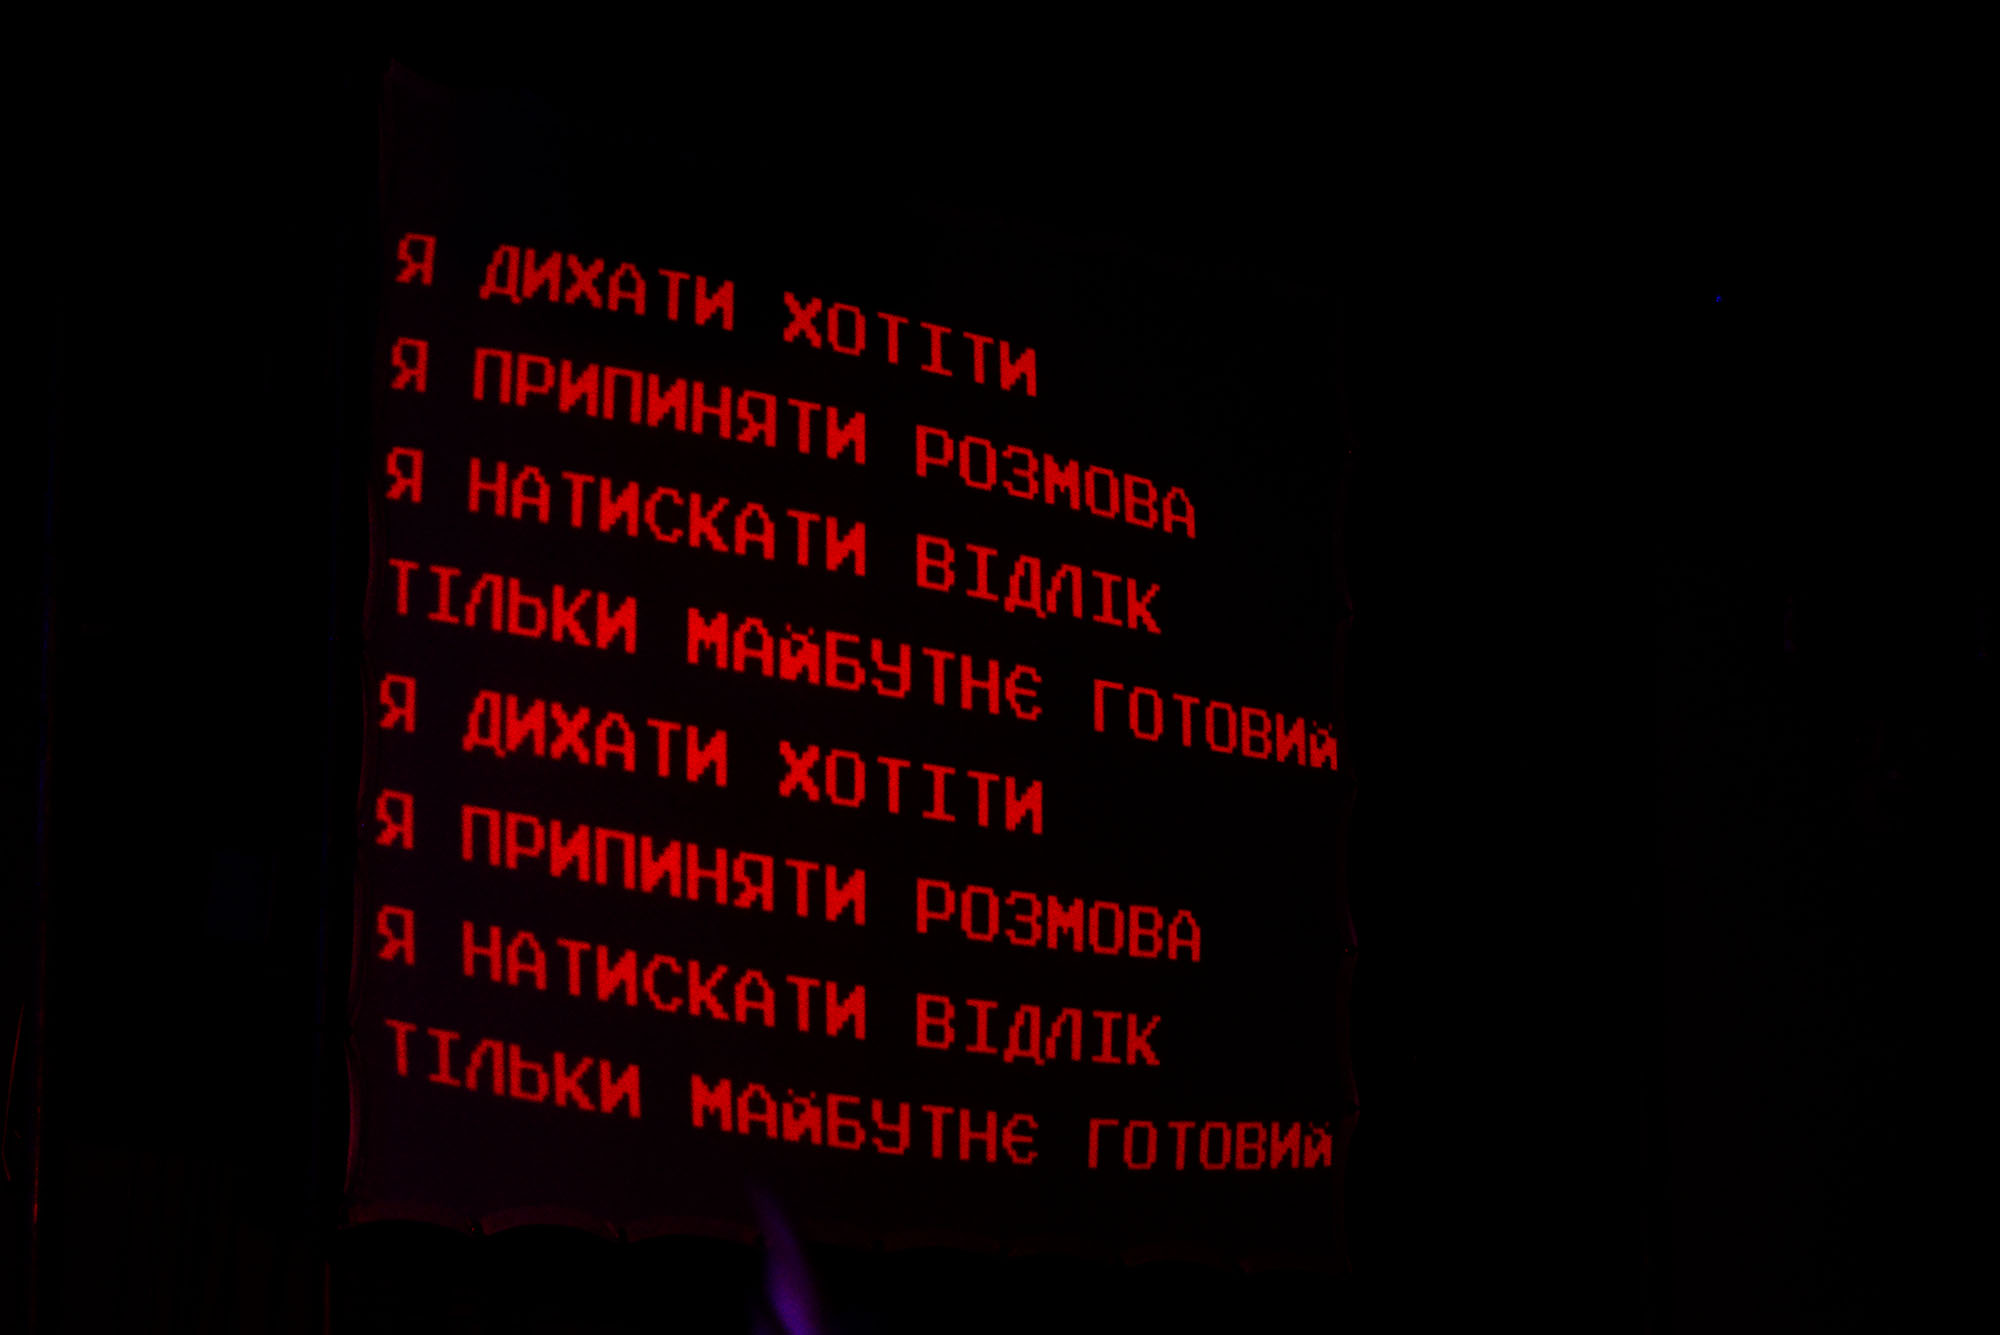 Я ДИХАТИ ХОТІТИ
Я ПРИПИНЯТИ РОЗМОВА
Я НАТИСКАТИ ВІДЛІК
ТІЛЬКИ МАЙБУТНЄ ГОТОВИЙ
Я ДИХАТИ ХОТІТИ
Я ПРИПИНЯТИ РОЗМОВА
Я НАТИСКАТИ ВІДЛІК
ТІЛЬКИ МАЙБУТНЄ ГОТОВИЙ